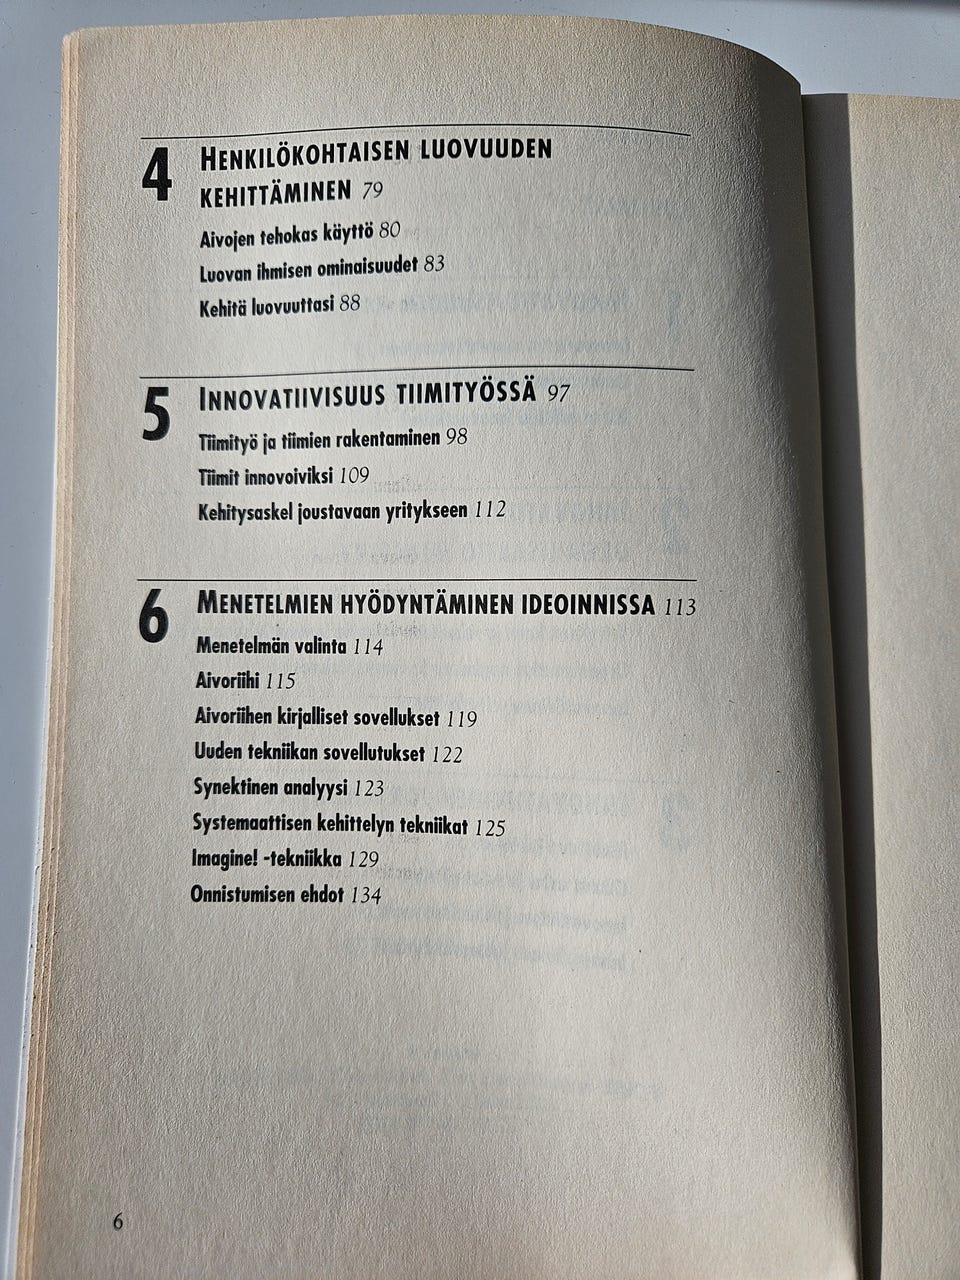 4 HENKILÖKOHTAISEN LUOVUUDEN
KEHITTÄMINEN 79
Aivojen tehokas käyttö 80
Luovan ihmisen ominaisuudet 83
Kehitä luovuuttasi 88
5 INNOVATIIVISUUS TIIMITYÖSSÄ 97
Tiimityö ja tiimien rakentaminen 98
Tiimit innovoiviksi 109
Kehitysaskel joustavaan yritykseen 112
6 MENETELMIEN HYÖDYNTÄMINEN IDEOINNISSA 113
Menetelmän valinta 114
Aivoriihi 115
Aivoriihen kirjalliset sovellukset 119
Uuden tekniikan sovellutukset 122
Synektinen analyysi 123
Systemaattisen kehittelyn tekniikat 125
Imagine! -tekniikka 129
Onnistumisen ehdot 134
6